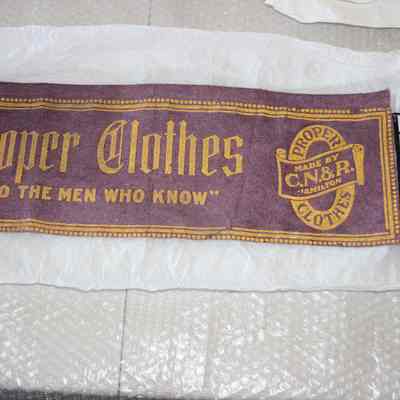 oper Clothes
O THE MEN WHO KNOW"
PROPER
MADE BY
C.N.&R.
HAMILTON
CLOTHES